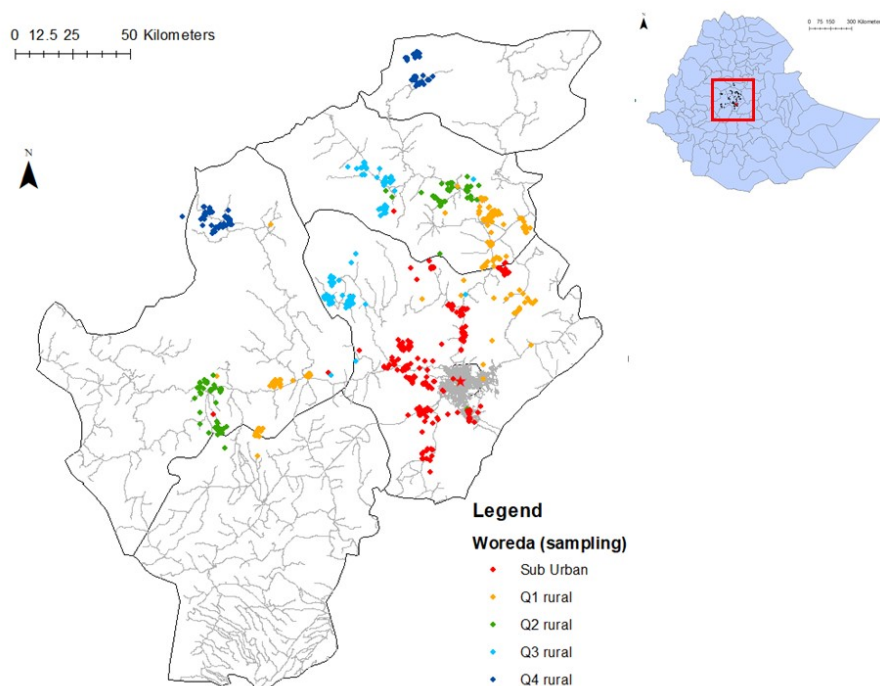 0 12.5 25 50 Kilometers
N
0 75 150 300 Kilometers
N
Legend
Woreda (sampling)
Sub Urban
Q1 rural
Q2 rural
Q3 rural
Q4 rural